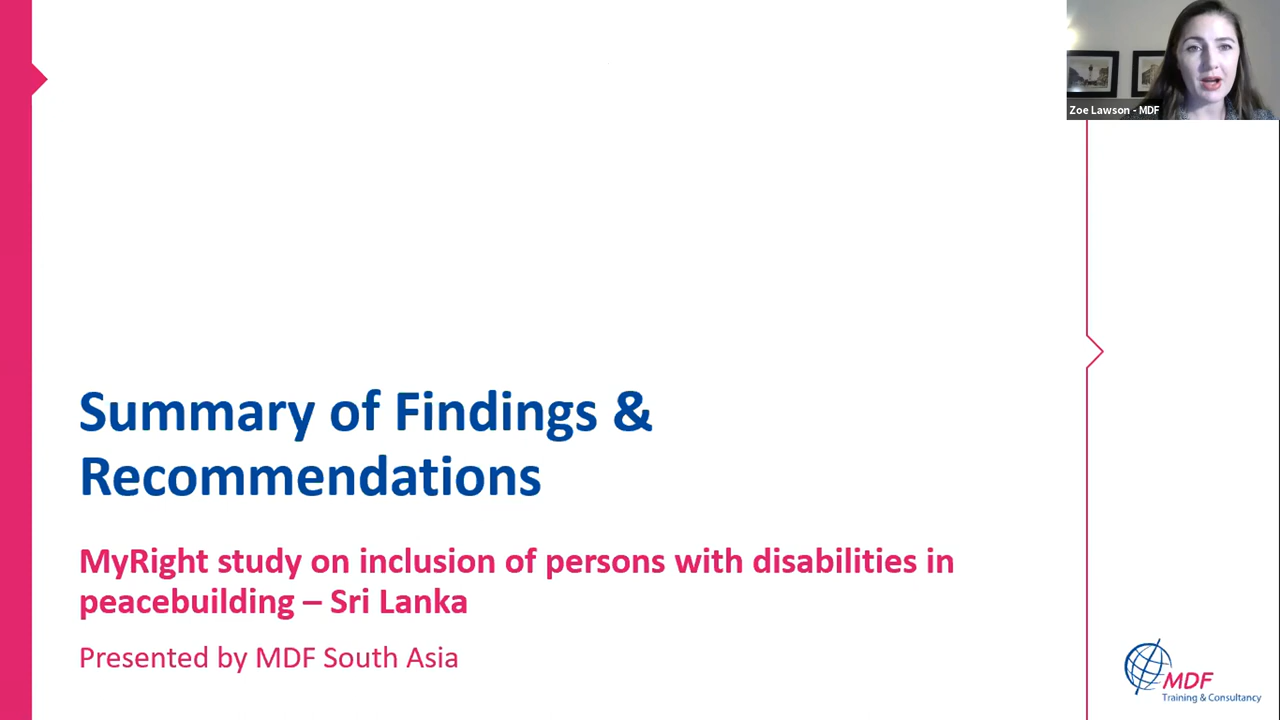 Zoe Lawson - MDF
Summary of Findings &
Recommendations
MyRight study on inclusion of persons with disabilities in
peacebuilding – Sri Lanka
Presented by MDF South Asia
MDF
Training & Consultancy